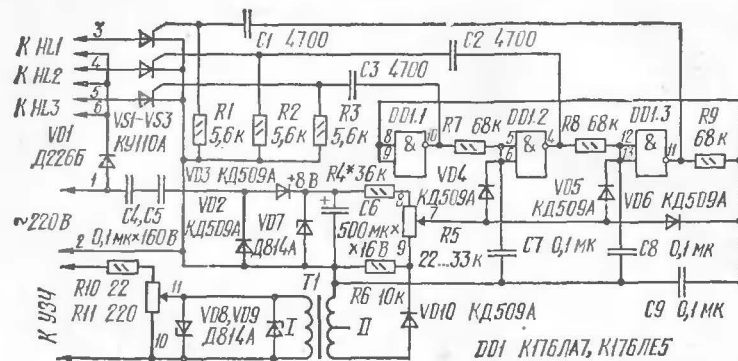 К HL1
3
C1 4700
C2 4700
4
К HL2
C3 4700
5
К HL3
6
VS1-VS3
КУ110А
R1
5,6к
R2
5,6к
R3
5,6к
DD1.1
8
9
&
10
R7
68к
DD1.2
5
6
&
4
R8
68к
DD1.3
12
13
&
11
R9
68к
VD1
Д226Б
VD3 КД509А
+8В
R4* 36к
VD4
КД509А
VD5
КД509А
VD6 КД509А
1
C4,C5
0,1мк×160В
VD2
КД509А
VD7
Д814А
+
C6
500мк×
×16В
8
7
9
R5
22...33к
C7 0,1мк
C8 0,1мк
~220В
2
R10 22
R11 220
11
10
К УЗЧ
VD8,VD9
Д814А
T1
I
II
R6 10к
VD10 КД509А
C9
0,1мк
DD1 К176ЛА7, К176ЛЕ5